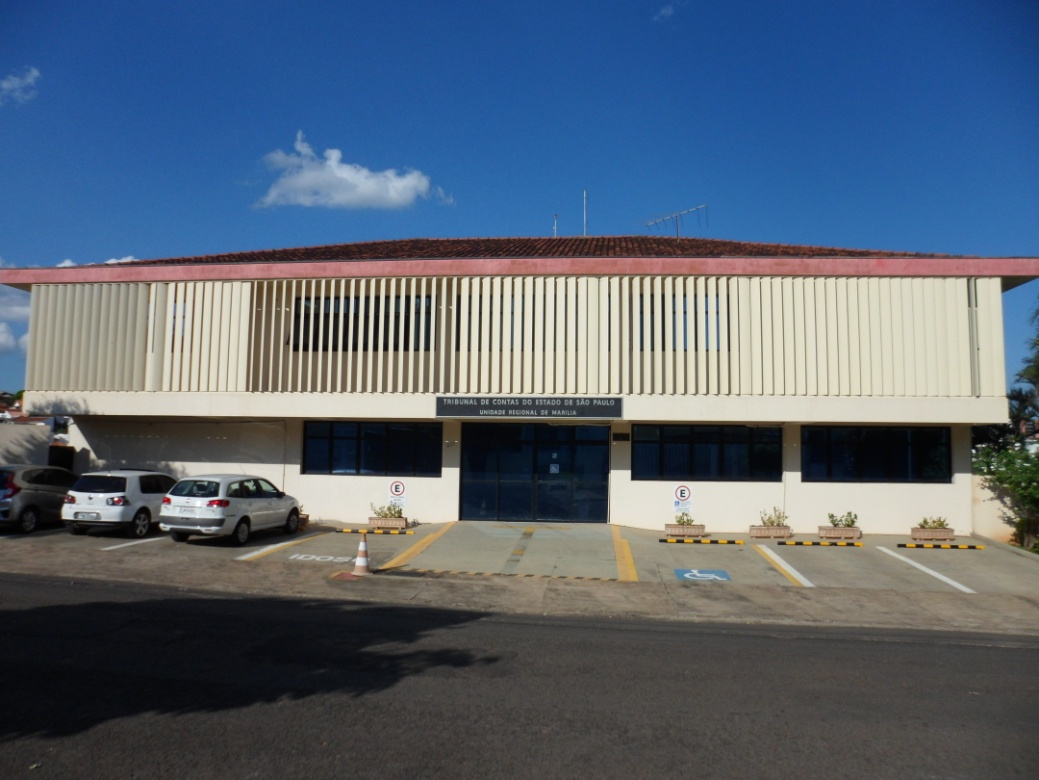 TRIBUNAL DE CONTAS DO ESTADO DE SÃO PAULO
UNIDADE REGIONAL DE MARÍLIA
E
E
IDOSO